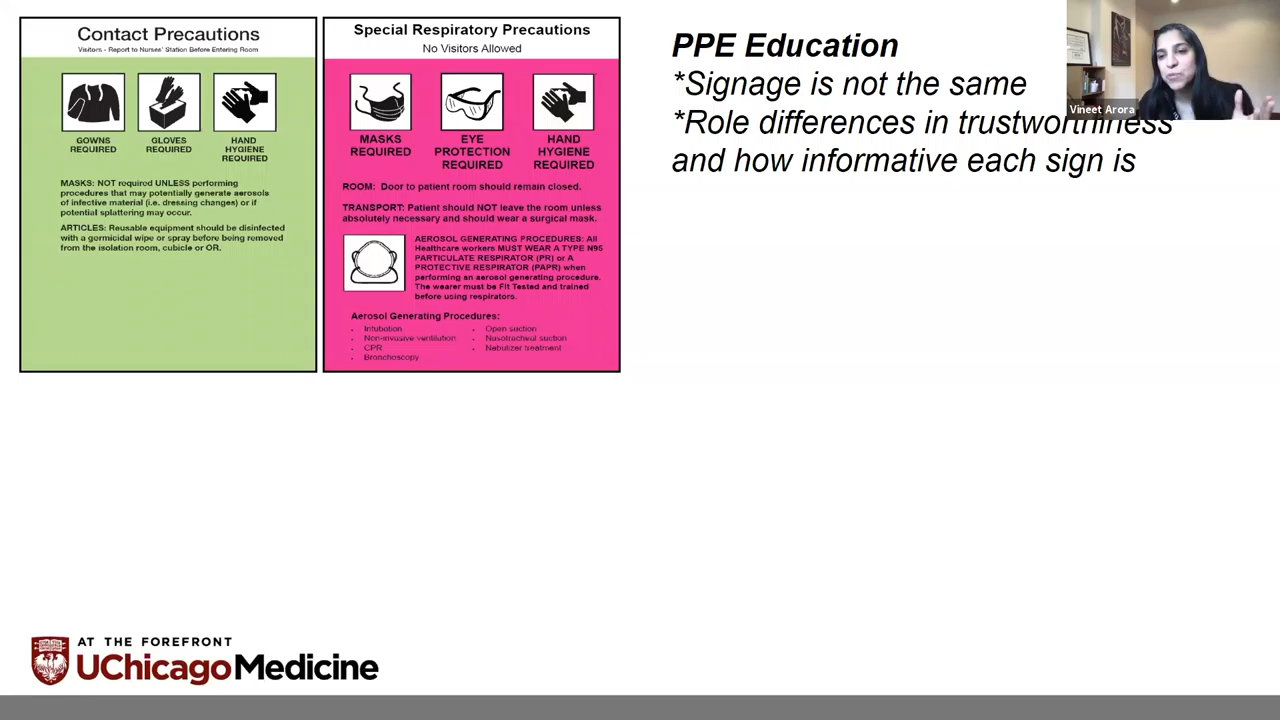 Contact Precautions
Visitors - Report to Nurses' Station Before Entering Room
GOWNS
REQUIRED
GLOVES
REQUIRED
HAND
HYGIENE
REQUIRED
MASKS: NOT required UNLESS performing
procedures that may potentially generate aerosols
of infective material (i.e. dressing changes) or if
potential splattering may occur.
ARTICLES: Reusable equipment should be disinfected
with a germicidal wipe or spray before being removed
from the isolation room, cubicle or OR.
Special Respiratory Precautions
No Visitors Allowed
MASKS
REQUIRED
EYE
PROTECTION
REQUIRED
HAND
HYGIENE
REQUIRED
ROOM: Door to patient room should remain closed.
TRANSPORT: Patient should NOT leave the room unless
absolutely necessary and should wear a surgical mask.
AEROSOL GENERATING PROCEDURES: All
Healthcare workers MUST WEAR A TYPE N95
PARTICULATE RESPIRATOR (PR) or A
PROTECTIVE RESPIRATOR (PAPR) when
performing an aerosol generating procedure.
The wearer must be Fit Tested and trained
before using respirators.
Aerosol Generating Procedures:
• Intubation
• Non-invasive ventilation
• CPR
• Bronchoscopy
• Open suction
• Nasotracheal suction
• Nebulizer treatment
PPE Education
*Signage is not the same
*Role differences in trustworthiness
and how informative each sign is
Vineet Arora
AT THE FOREFRONT
UChicago Medicine